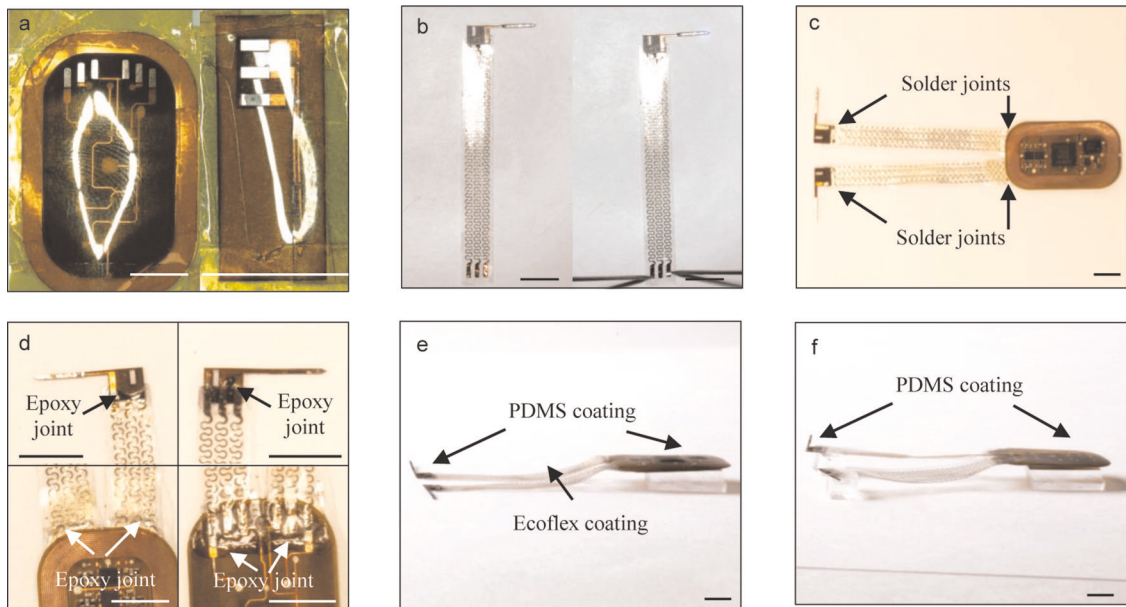 a
b
c
Solder joints
Solder joints
d
Epoxy
joint
Epoxy
joint
Epoxy joint
Epoxy joint
e
PDMS coating
Ecoflex coating
f
PDMS coating